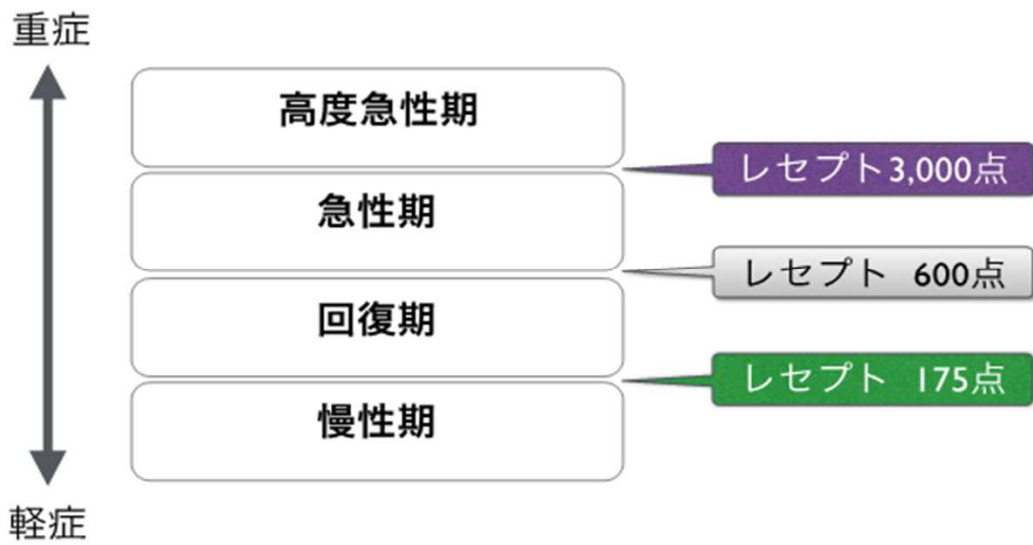 重症
高度急性期
レセプト3,000点
急性期
レセプト 600点
回復期
レセプト 175点
慢性期
軽症